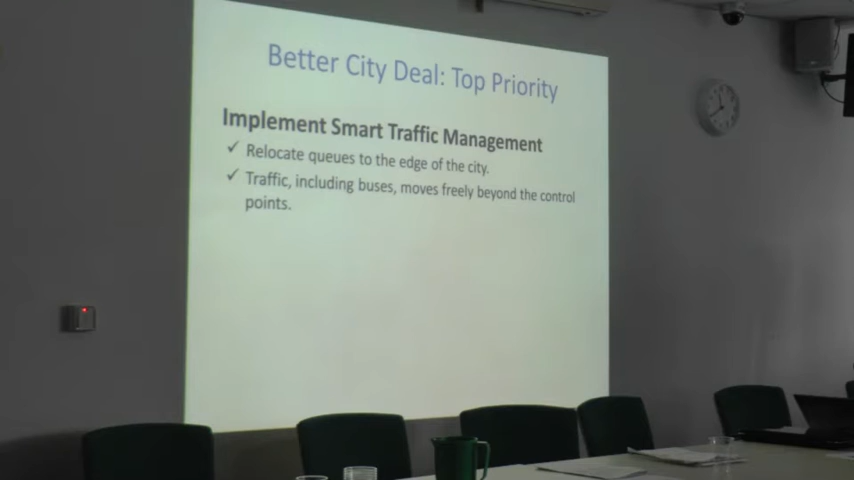 Better City Deal: Top Priority
Implement Smart Traffic Management
✓ Relocate queues to the edge of the city.
✓ Traffic, including buses, moves freely beyond the control
points.